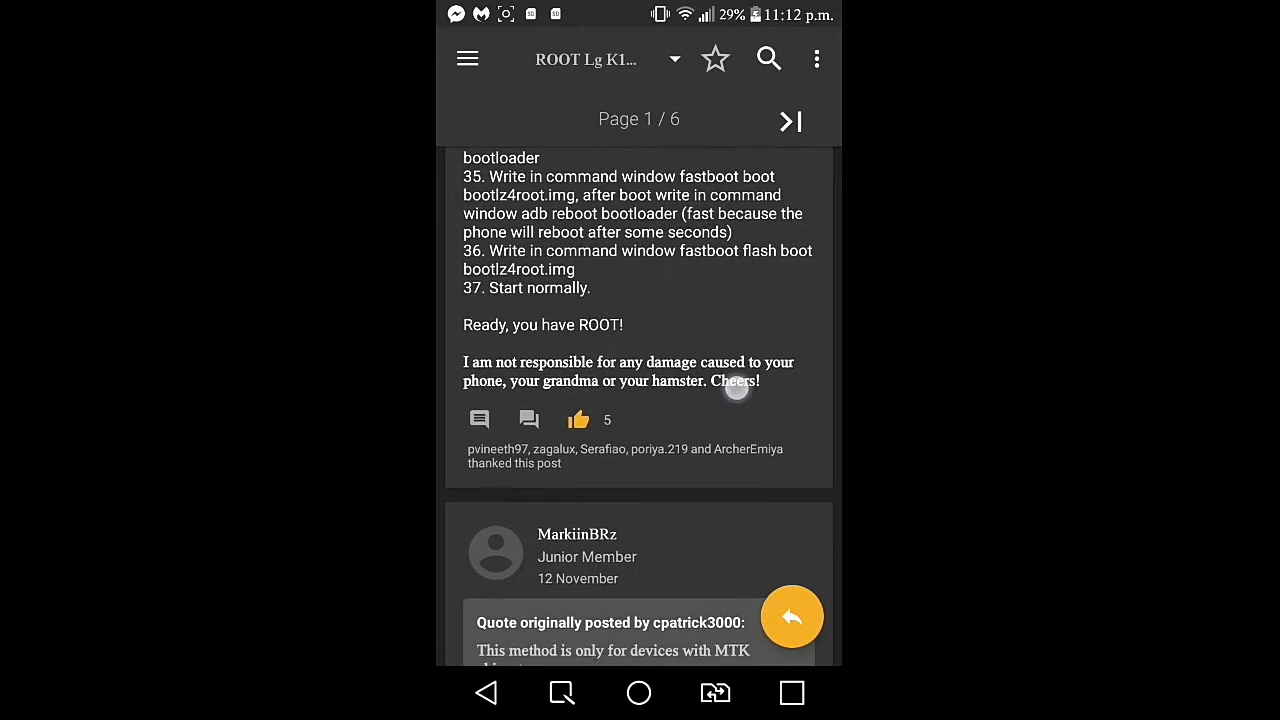 29% 11:12 p.m.
ROOT Lg K1...
Page 1 / 6
bootloader
35. Write in command window fastboot boot
bootlz4root.img, after boot write in command
window adb reboot bootloader (fast because the
phone will reboot after some seconds)
36. Write in command window fastboot flash boot
bootlz4root.img
37. Start normally.
Ready, you have ROOT!
I am not responsible for any damage caused to your
phone, your grandma or your hamster. Cheers!
5
pvineeth97, zagalux, Serafiao, poriya.219 and ArcherEmiya
thanked this post
MarkiinBRz
Junior Member
12 November
Quote originally posted by cpatrick3000:
This method is only for devices with MTK